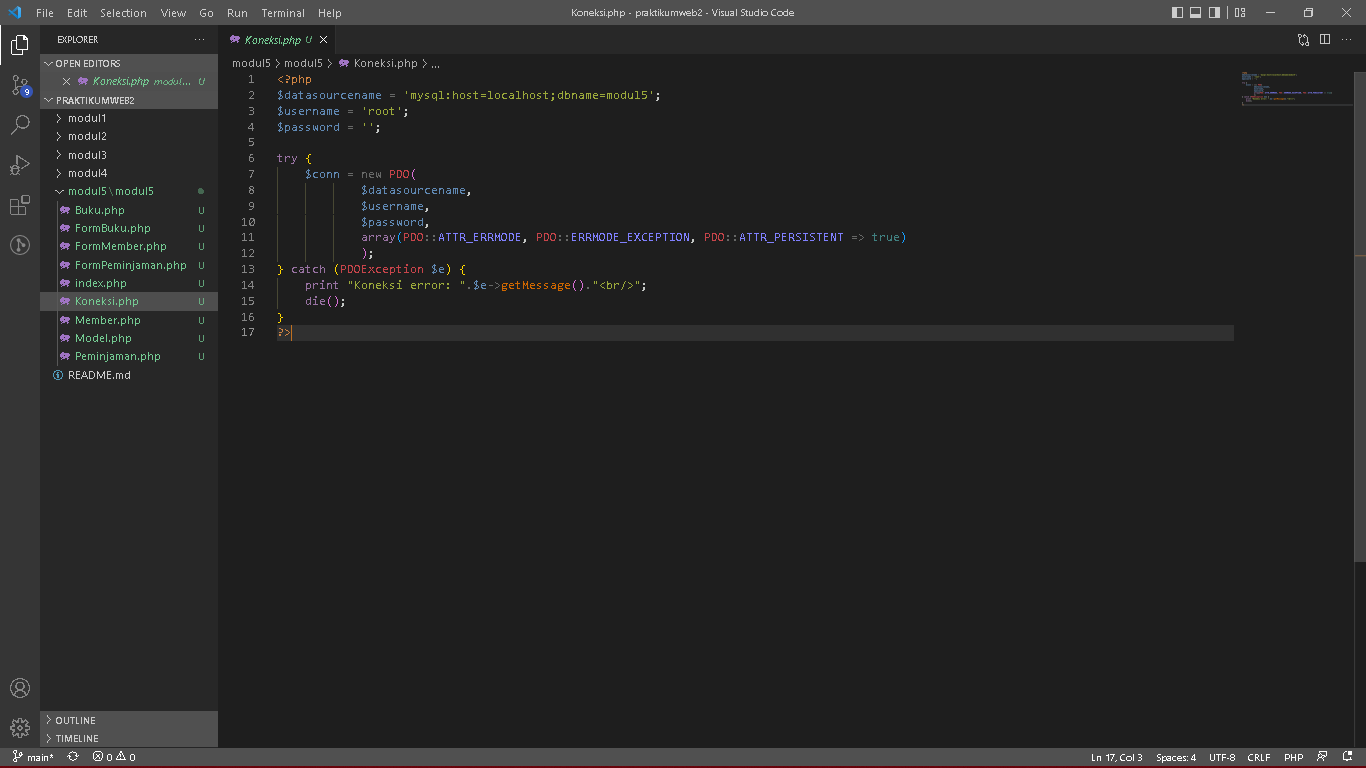 File Edit Selection View Go Run Terminal Help
Koneksi.php - praktikumweb2 - Visual Studio Code
EXPLORER
OPEN EDITORS
Koneksi.php modul... U
PRAKTIKUMWEB2
modul1
modul2
modul3
modul4
modul5 \ modul5
Buku.php U
FormBuku.php U
FormMember.php U
FormPeminjaman.php U
index.php U
Koneksi.php U
Member.php U
Model.php U
Peminjaman.php U
README.md
OUTLINE
TIMELINE
9
Koneksi.php U
modul5 > modul5 > Koneksi.php > ...
1 <?php
2 $datasourcename = 'mysql:host=localhost;dbname=modul5';
3 $username = 'root';
4 $password = '';
5
6 try {
7 $conn = new PDO(
8 $datasourcename,
9 $username,
10 $password,
11 array(PDO::ATTR_ERRMODE, PDO::ERRMODE_EXCEPTION, PDO::ATTR_PERSISTENT => true)
12 );
13 } catch (PDOException $e) {
14 print "Koneksi error: ".$e->getMessage()."<br/>";
15 die();
16 }
17 ?>
main* 0 0
Ln 17, Col 3 Spaces: 4 UTF-8 CRLF PHP